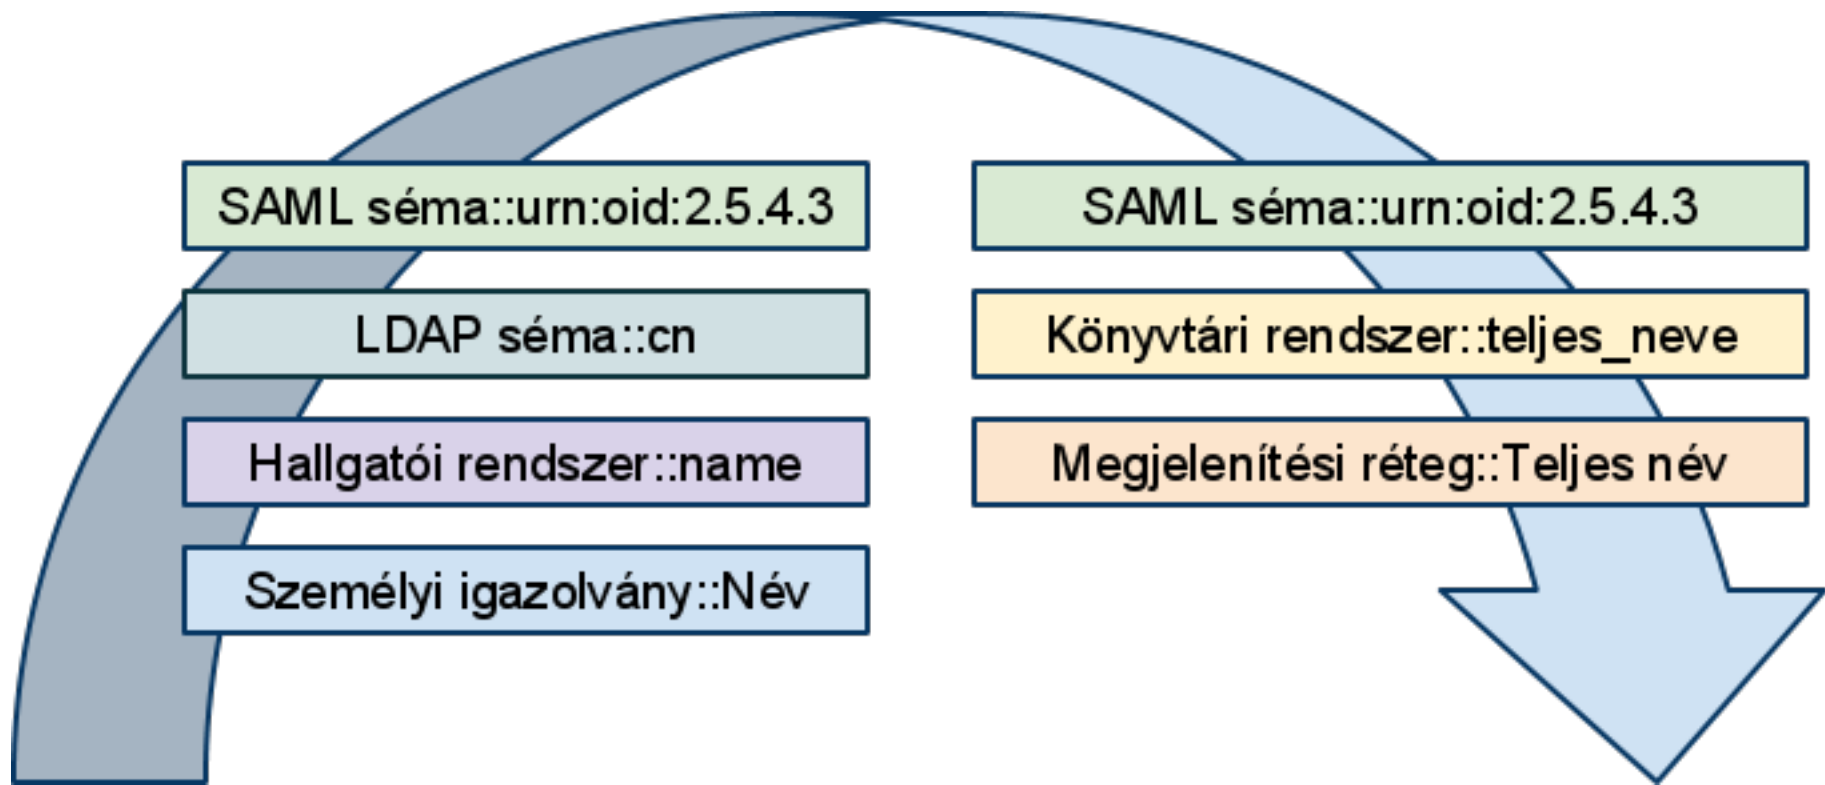 SAML séma::urn:oid:2.5.4.3
LDAP séma::cn
Hallgatói rendszer::name
Személyi igazolvány::Név
SAML séma::urn:oid:2.5.4.3
Könyvtári rendszer::teljes_neve
Megjelenítési réteg::Teljes név